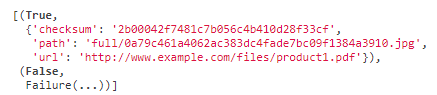 [(True,
{'checksum': '2b00042f7481c7b056c4b410d28f33cf',
'path': 'full/0a79c461a4062ac383dc4fade7bc09f1384a3910.jpg',
'url': 'http://www.example.com/files/product1.pdf'}),
(False,
Failure(...))]